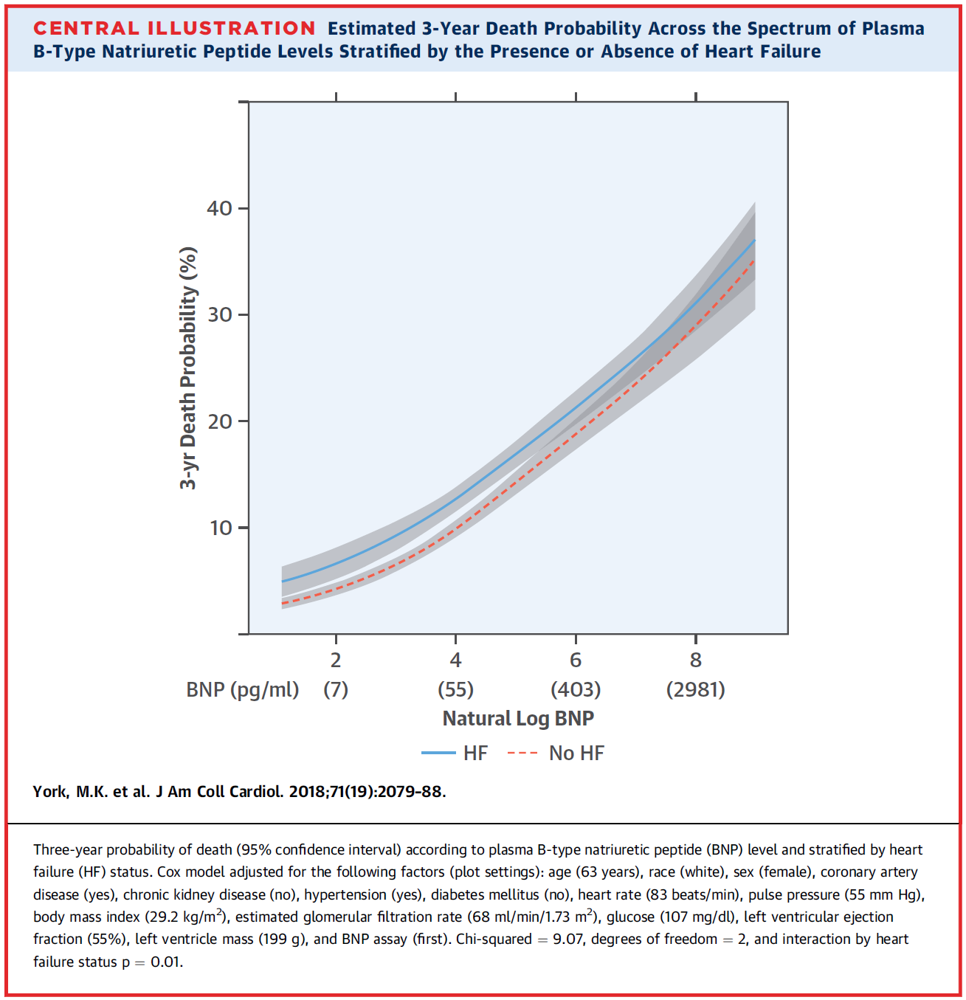 CENTRAL ILLUSTRATION Estimated 3-Year Death Probability Across the Spectrum of Plasma
B-Type Natriuretic Peptide Levels Stratified by the Presence or Absence of Heart Failure
3-yr Death Probability (%)
40
30
20
10
2 4 6 8
BNP (pg/ml) (7) (55) (403) (2981)
Natural Log BNP
HF No HF
York, M.K. et al. J Am Coll Cardiol. 2018;71(19):2079–88.
Three-year probability of death (95% confidence interval) according to plasma B-type natriuretic peptide (BNP) level and stratified by heart
failure (HF) status. Cox model adjusted for the following factors (plot settings): age (63 years), race (white), sex (female), coronary artery
disease (yes), chronic kidney disease (no), hypertension (yes), diabetes mellitus (no), heart rate (83 beats/min), pulse pressure (55 mm Hg),
body mass index (29.2 kg/m²), estimated glomerular filtration rate (68 ml/min/1.73 m²), glucose (107 mg/dl), left ventricular ejection
fraction (55%), left ventricle mass (199 g), and BNP assay (first). Chi-squared = 9.07, degrees of freedom = 2, and interaction by heart
failure status p = 0.01.